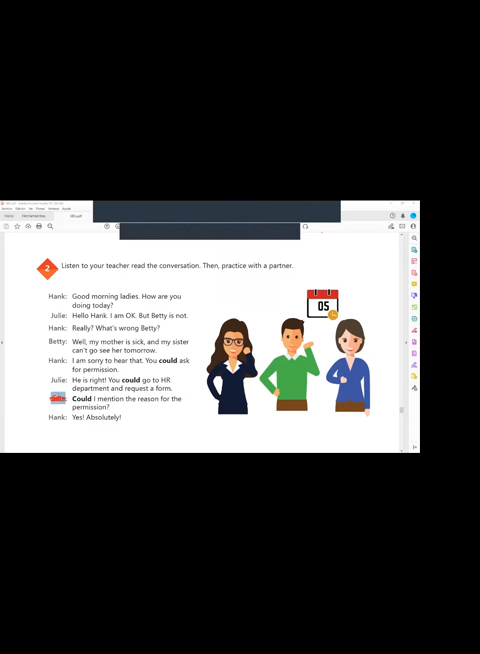 2 Listen to your teacher read the conversation. Then, practice with a partner.
Hank: Good morning ladies. How are you
doing today?
Julie: Hello Hank. I am OK. But Betty is not.
Hank: Really? What's wrong Betty?
Betty: Well, my mother is sick, and my sister
can't go see her tomorrow.
Hank: I am sorry to hear that. You could ask
for permission.
Julie: He is right! You could go to HR
department and request a form.
Could I mention the reason for the
permission?
Hank: Yes! Absolutely!
05